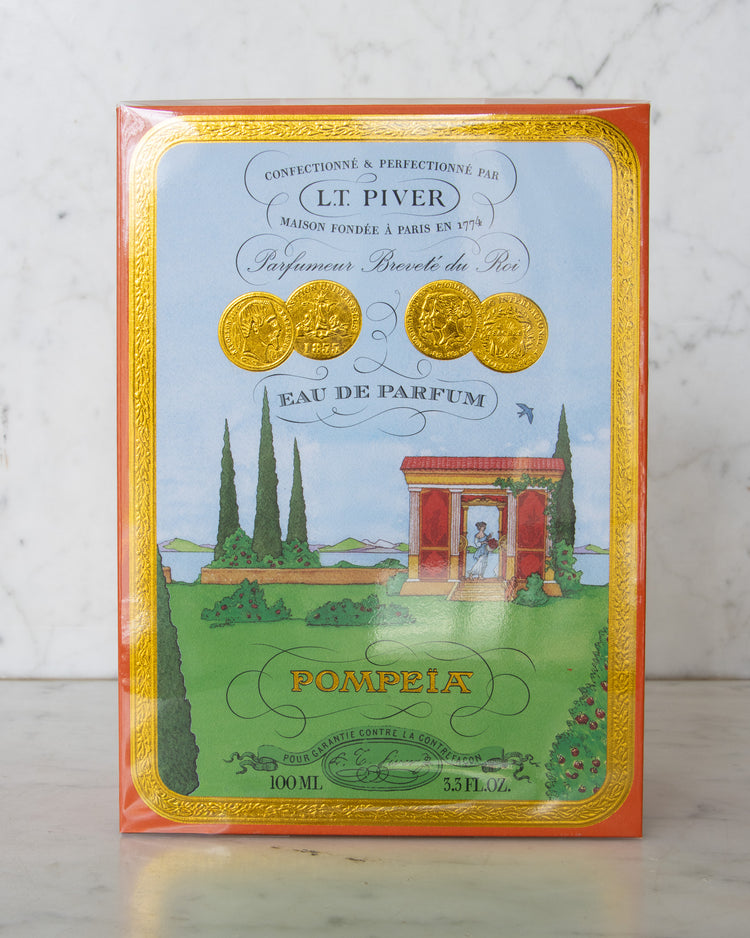 CONFECTIONNÉ & PERFECTIONNÉ PAR
L.T. PIVER
MAISON FONDÉE À PARIS EN 1774
Parfumeur Breveté du Roi
1855
EAU DE PARFUM
POMPEÏA
POUR GARANTIE CONTRE LA CONTREFAÇON
100 ML
3.3 FL.OZ.